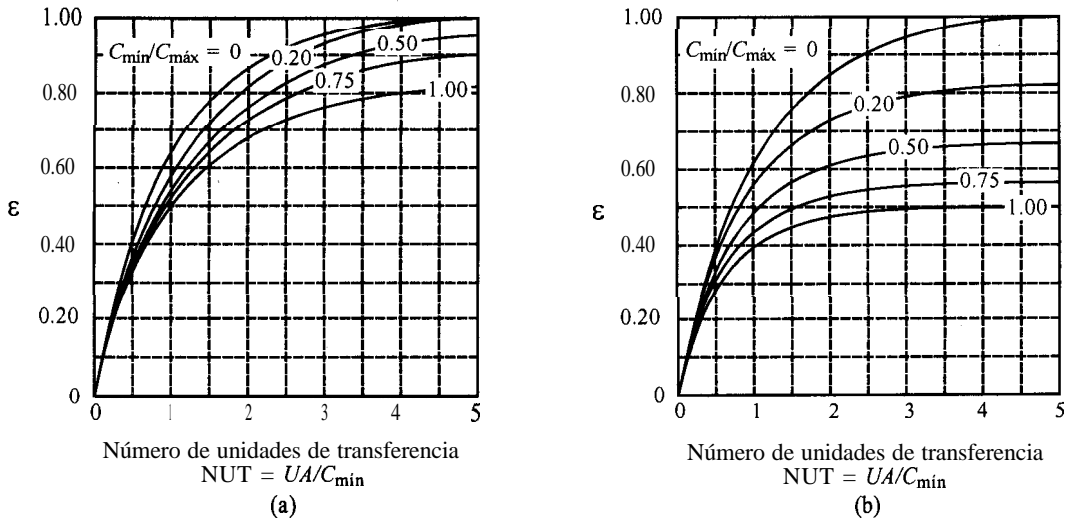 1.00
0.80
0.60
ε
0.40
0.20
0
C_mín/C_máx = 0
0.20
0.50
0.75
1.00
0 1 2 3 4 5
Número de unidades de transferencia
NUT = UA/C_mín
(a)
1.00
0.80
0.60
ε
0.40
0.20
0
C_mín/C_máx = 0
0.20
0.50
0.75
1.00
0 1 2 3 4 5
Número de unidades de transferencia
NUT = UA/C_mín
(b)